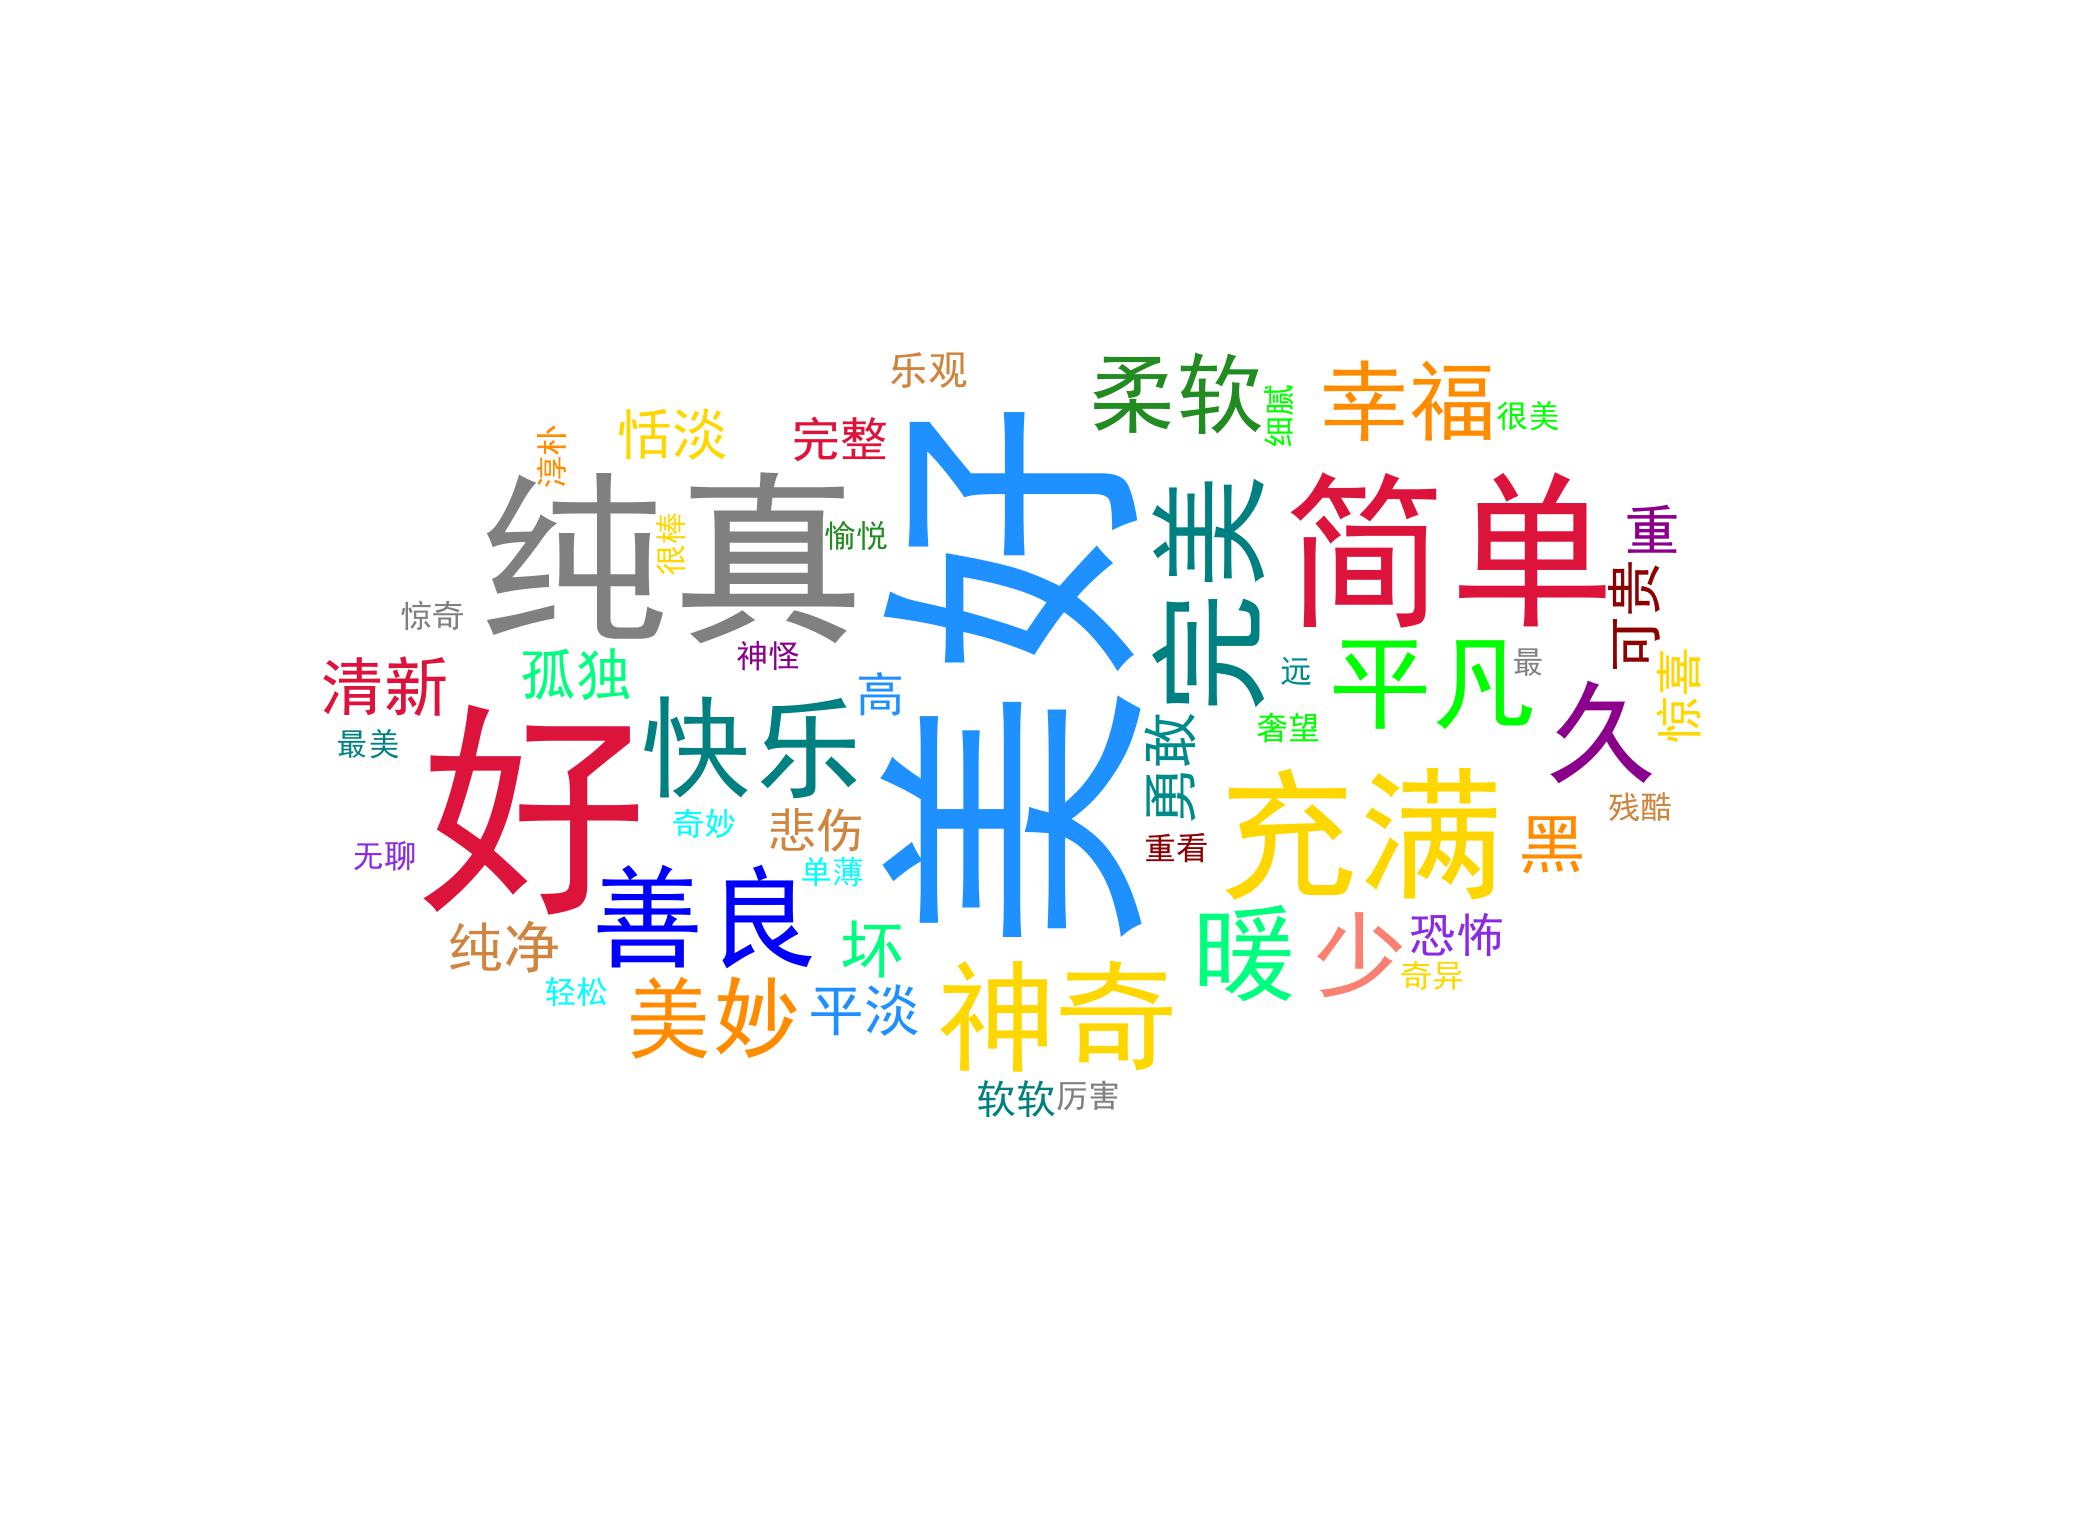 乐观
柔软
幸福
细腻
很美
恬淡
完整
淳朴
纯真
很棒
愉悦
美好
完美
简单
重
可贵
惊奇
神怪
清新
孤独
高
远
平凡
最
惊喜
最美
好
快乐
勇敢
奢望
久
奇妙
悲伤
充满
残酷
无聊
单薄
重看
黑
善良
纯净
坏
暖
少
恐怖
奇异
轻松
美妙
平淡
神奇
软软
厉害